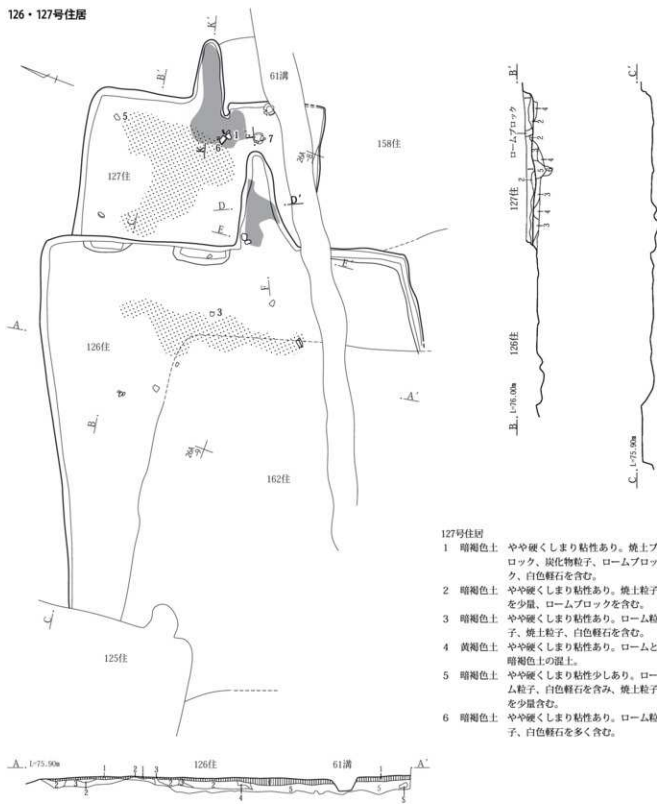 126・127号住居
K'
B'
61溝
5
1
6
7
K
158住
127住
D
D'
E
C'
E'
F
3
A
126住
B
A'
162住
C
125住
B'
ロームブロック
127住
126住
B L=76.00m
C'
C L=75.90m
127号住居
1 暗褐色土 やや硬くしまり粘性あり。焼土ブ
ロック、炭化物粒子、ロームブロッ
ク、白色軽石を含む。
2 暗褐色土 やや硬くしまり粘性あり。焼土粒子
を少量、ロームブロックを含む。
3 暗褐色土 やや硬くしまり粘性あり。ローム粒
子、焼土粒子、白色軽石を含む。
4 黄褐色土 やや硬くしまり粘性あり。ロームと
暗褐色土の混土。
5 暗褐色土 やや硬くしまり粘性少しあり。ロー
ム粒子、白色軽石を含み、焼土粒子
を少量含む。
6 暗褐色土 やや硬くしまり粘性あり。ローム粒
子、白色軽石を多く含む。
A L=75.90m 126住 61溝 A'